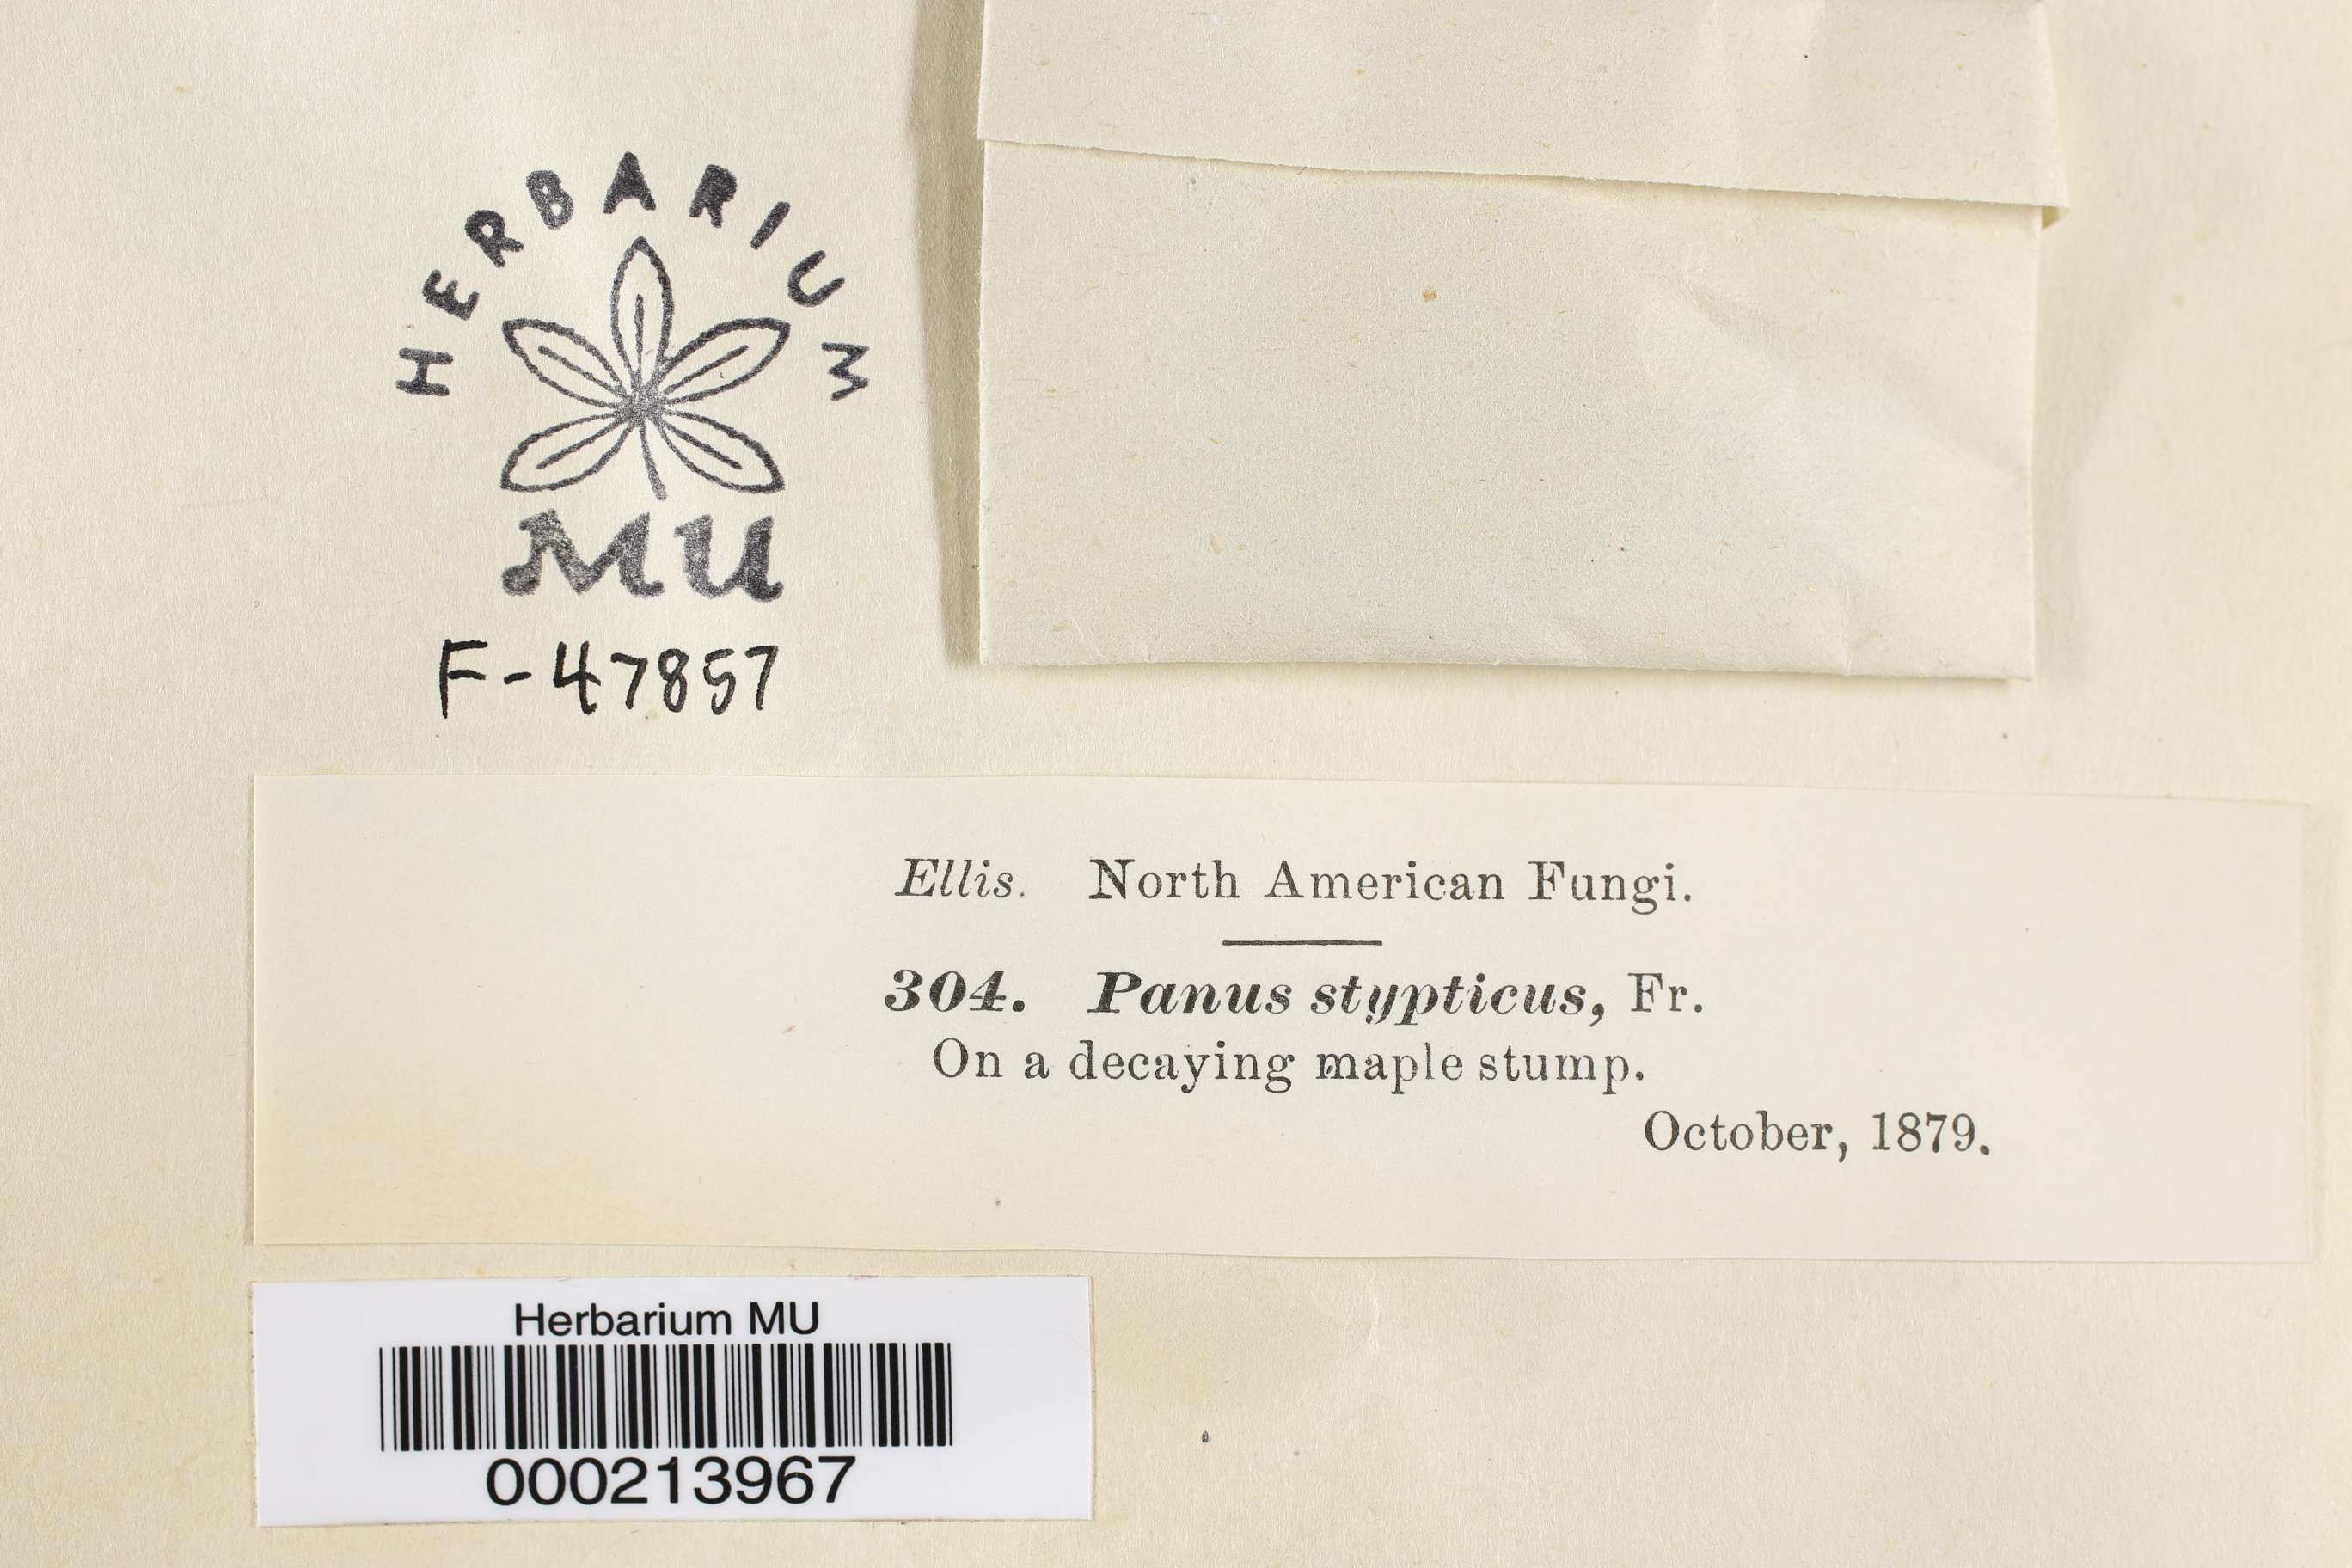 HERBARIUM
MU
F-47857
Ellis. North American Fungi.
304. Panus stypticus, Fr.
On a decaying maple stump.
October, 1879.
Herbarium MU
000213967